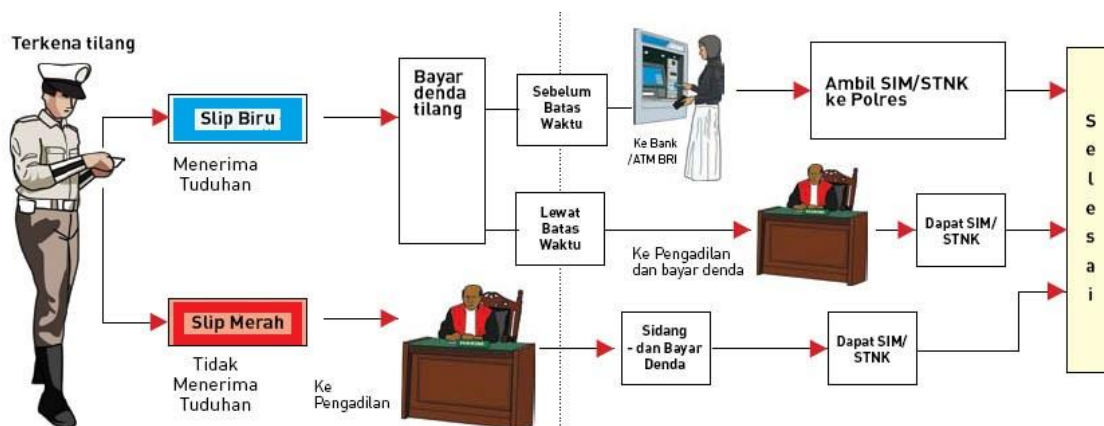 Terkena tilang
Slip Biru
Menerima
Tuduhan
Bayar
denda
tilang
Sebelum
Batas
Waktu
Ke Bank
/ATM BRI
Ambil SIM/STNK
ke Polres
Lewat
Batas
Waktu
Ke Pengadilan
dan bayar denda
Dapat SIM/
STNK
Slip Merah
Tidak
Menerima
Tuduhan
Ke
Pengadilan
HAKIM
Sidang
- dan Bayar
Denda
Dapat SIM/
STNK
Selesai